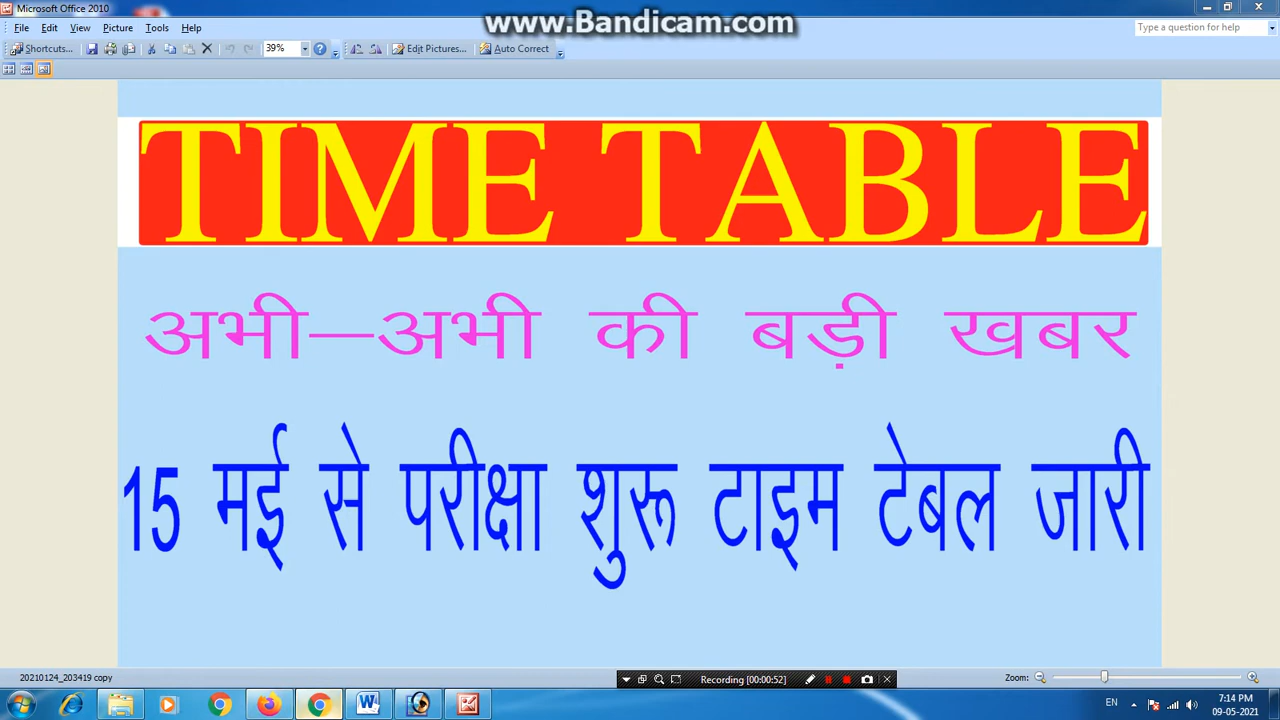 Microsoft Office 2010
www.Bandicam.com
File Edit View Picture Tools Help
Type a question for help
Shortcuts...
39%
Edit Pictures...
Auto Correct
TIME TABLE
अभी–अभी की बड़ी खबर
15 मई से परीक्षा शुरू टाइम टेबल जारी
20210124_203419 copy
Recording [00:00:52]
Zoom:
EN
7:14 PM
09-05-2021